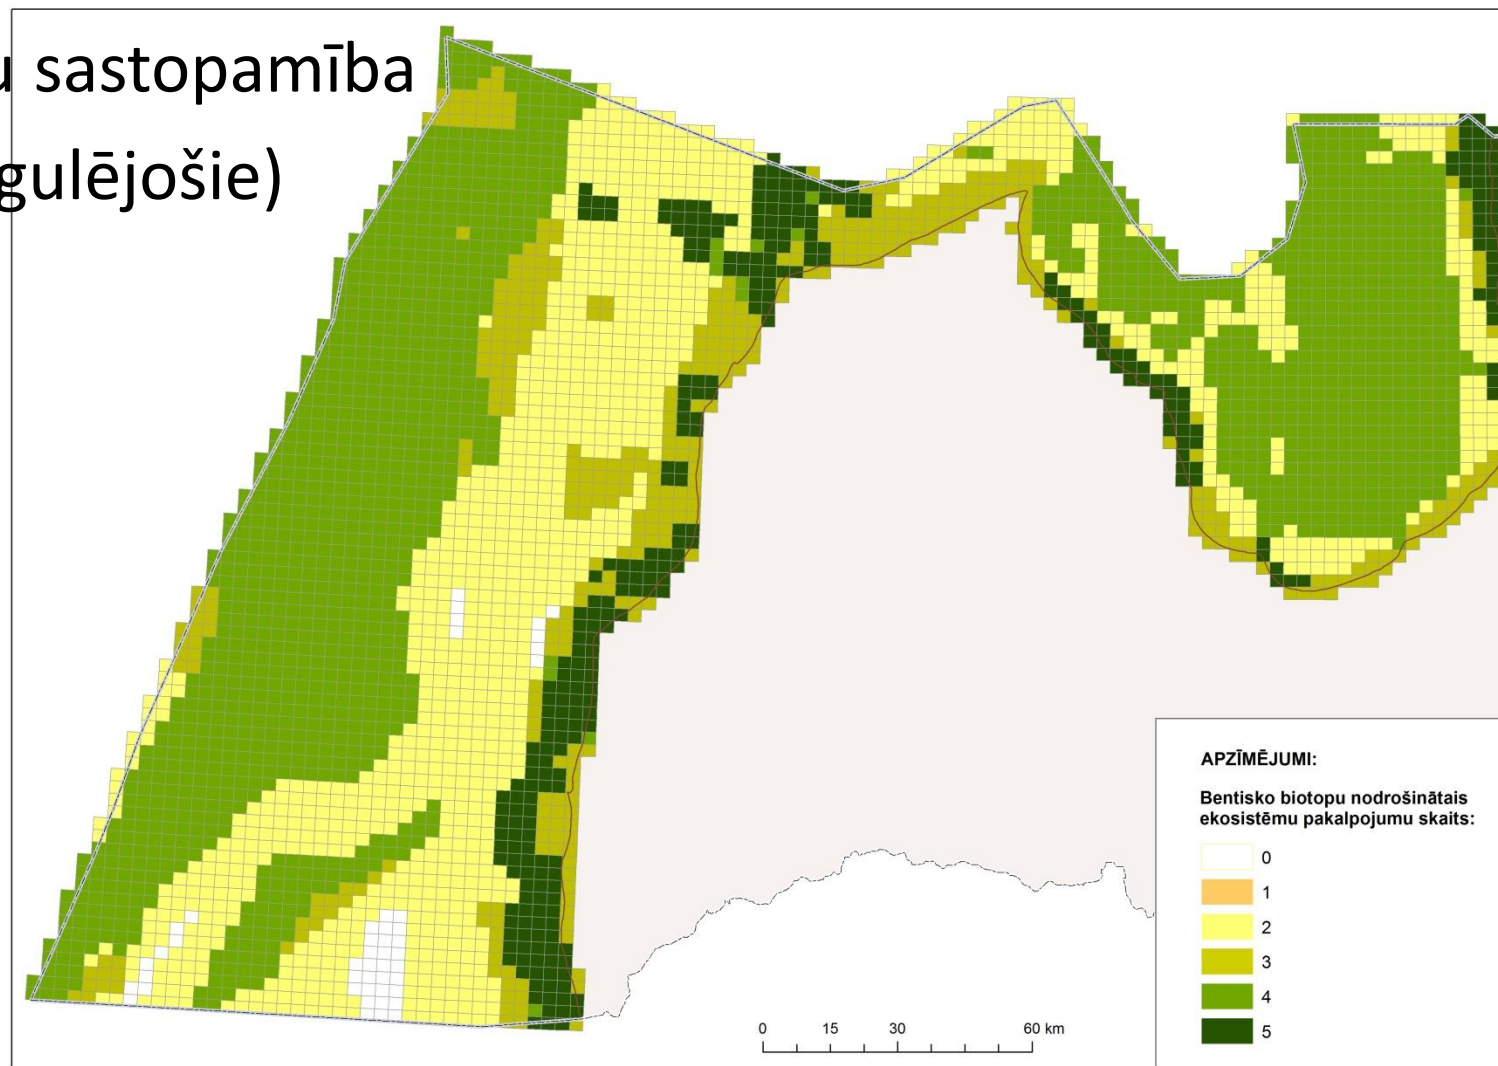 sastopamība
gulējošie)
APZĪMĒJUMI:
Bentisko biotopu nodrošinātais
ekosistēmu pakalpojumu skaits:
0
1
2
3
4
5
0 15 30 60 km